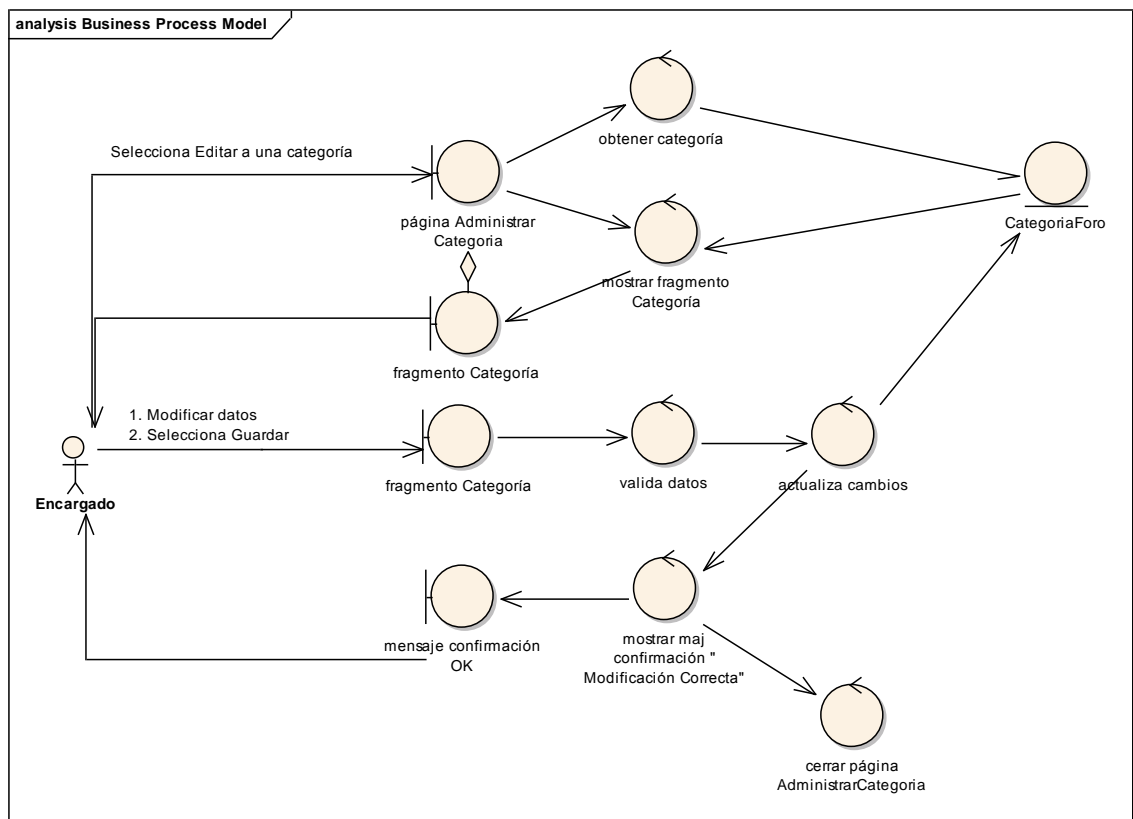 analysis Business Process Model
obtener categoría
Selecciona Editar a una categoría
página Administrar
Categoria
CategoriaForo
mostrar fragmento
Categoría
fragmento Categoría
1. Modificar datos
2. Selecciona Guardar
Encargado
fragmento Categoría
valida datos
actualiza cambios
mensaje confirmación
OK
mostrar maj
confirmación "
Modificación Correcta"
cerrar página
AdministrarCategoria